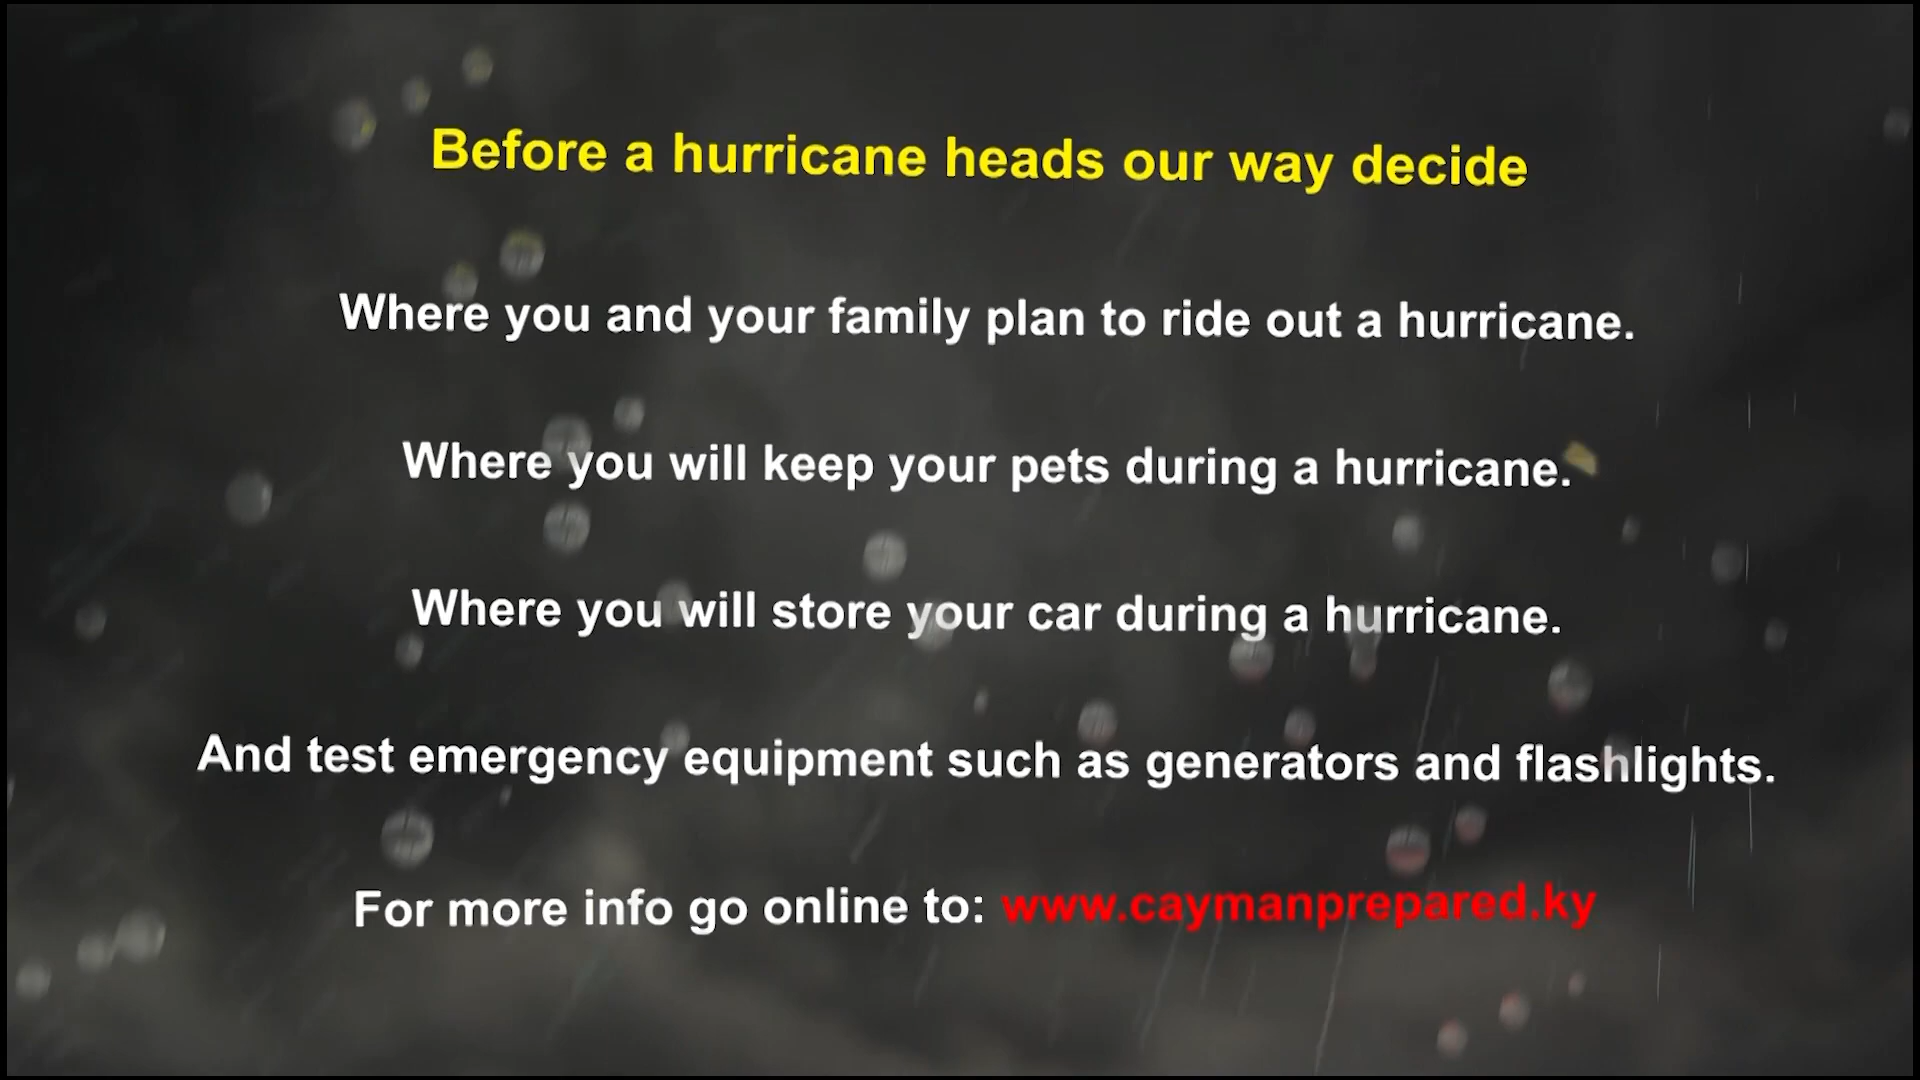 Before a hurricane heads our way decide
Where you and your family plan to ride out a hurricane.
Where you will keep your pets during a hurricane.
Where you will store your car during a hurricane.
And test emergency equipment such as generators and flashlights.
For more info go online to: www.caymanprepared.ky